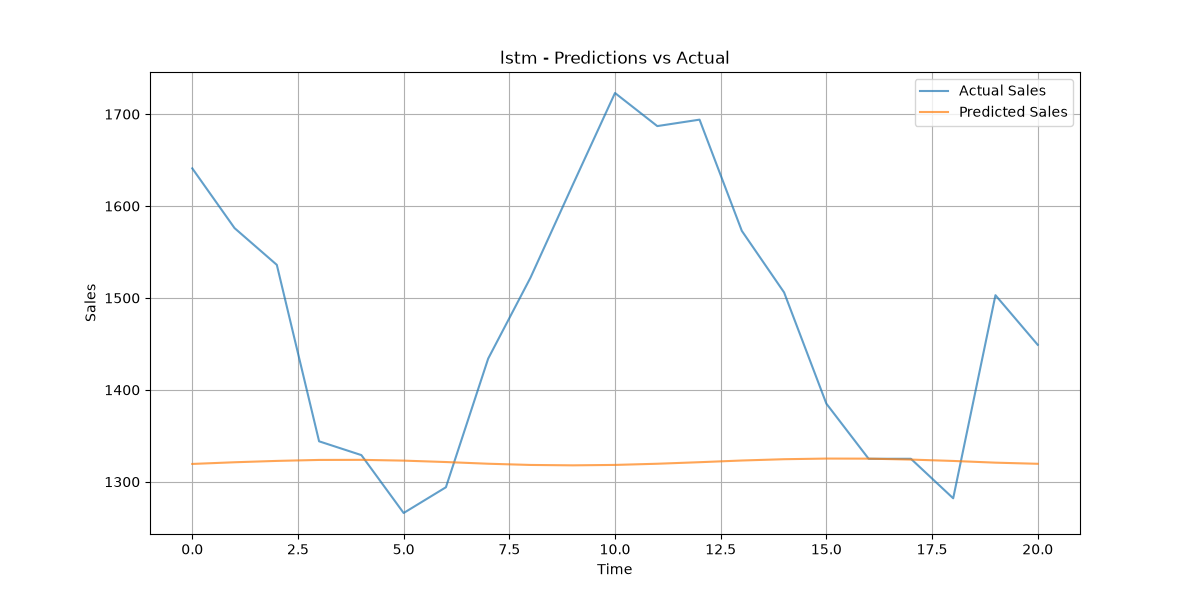 lstm - Predictions vs Actual
Actual Sales
Predicted Sales
1700
1600
1500
1400
1300
Sales
0.0 2.5 5.0 7.5 10.0 12.5 15.0 17.5 20.0
Time